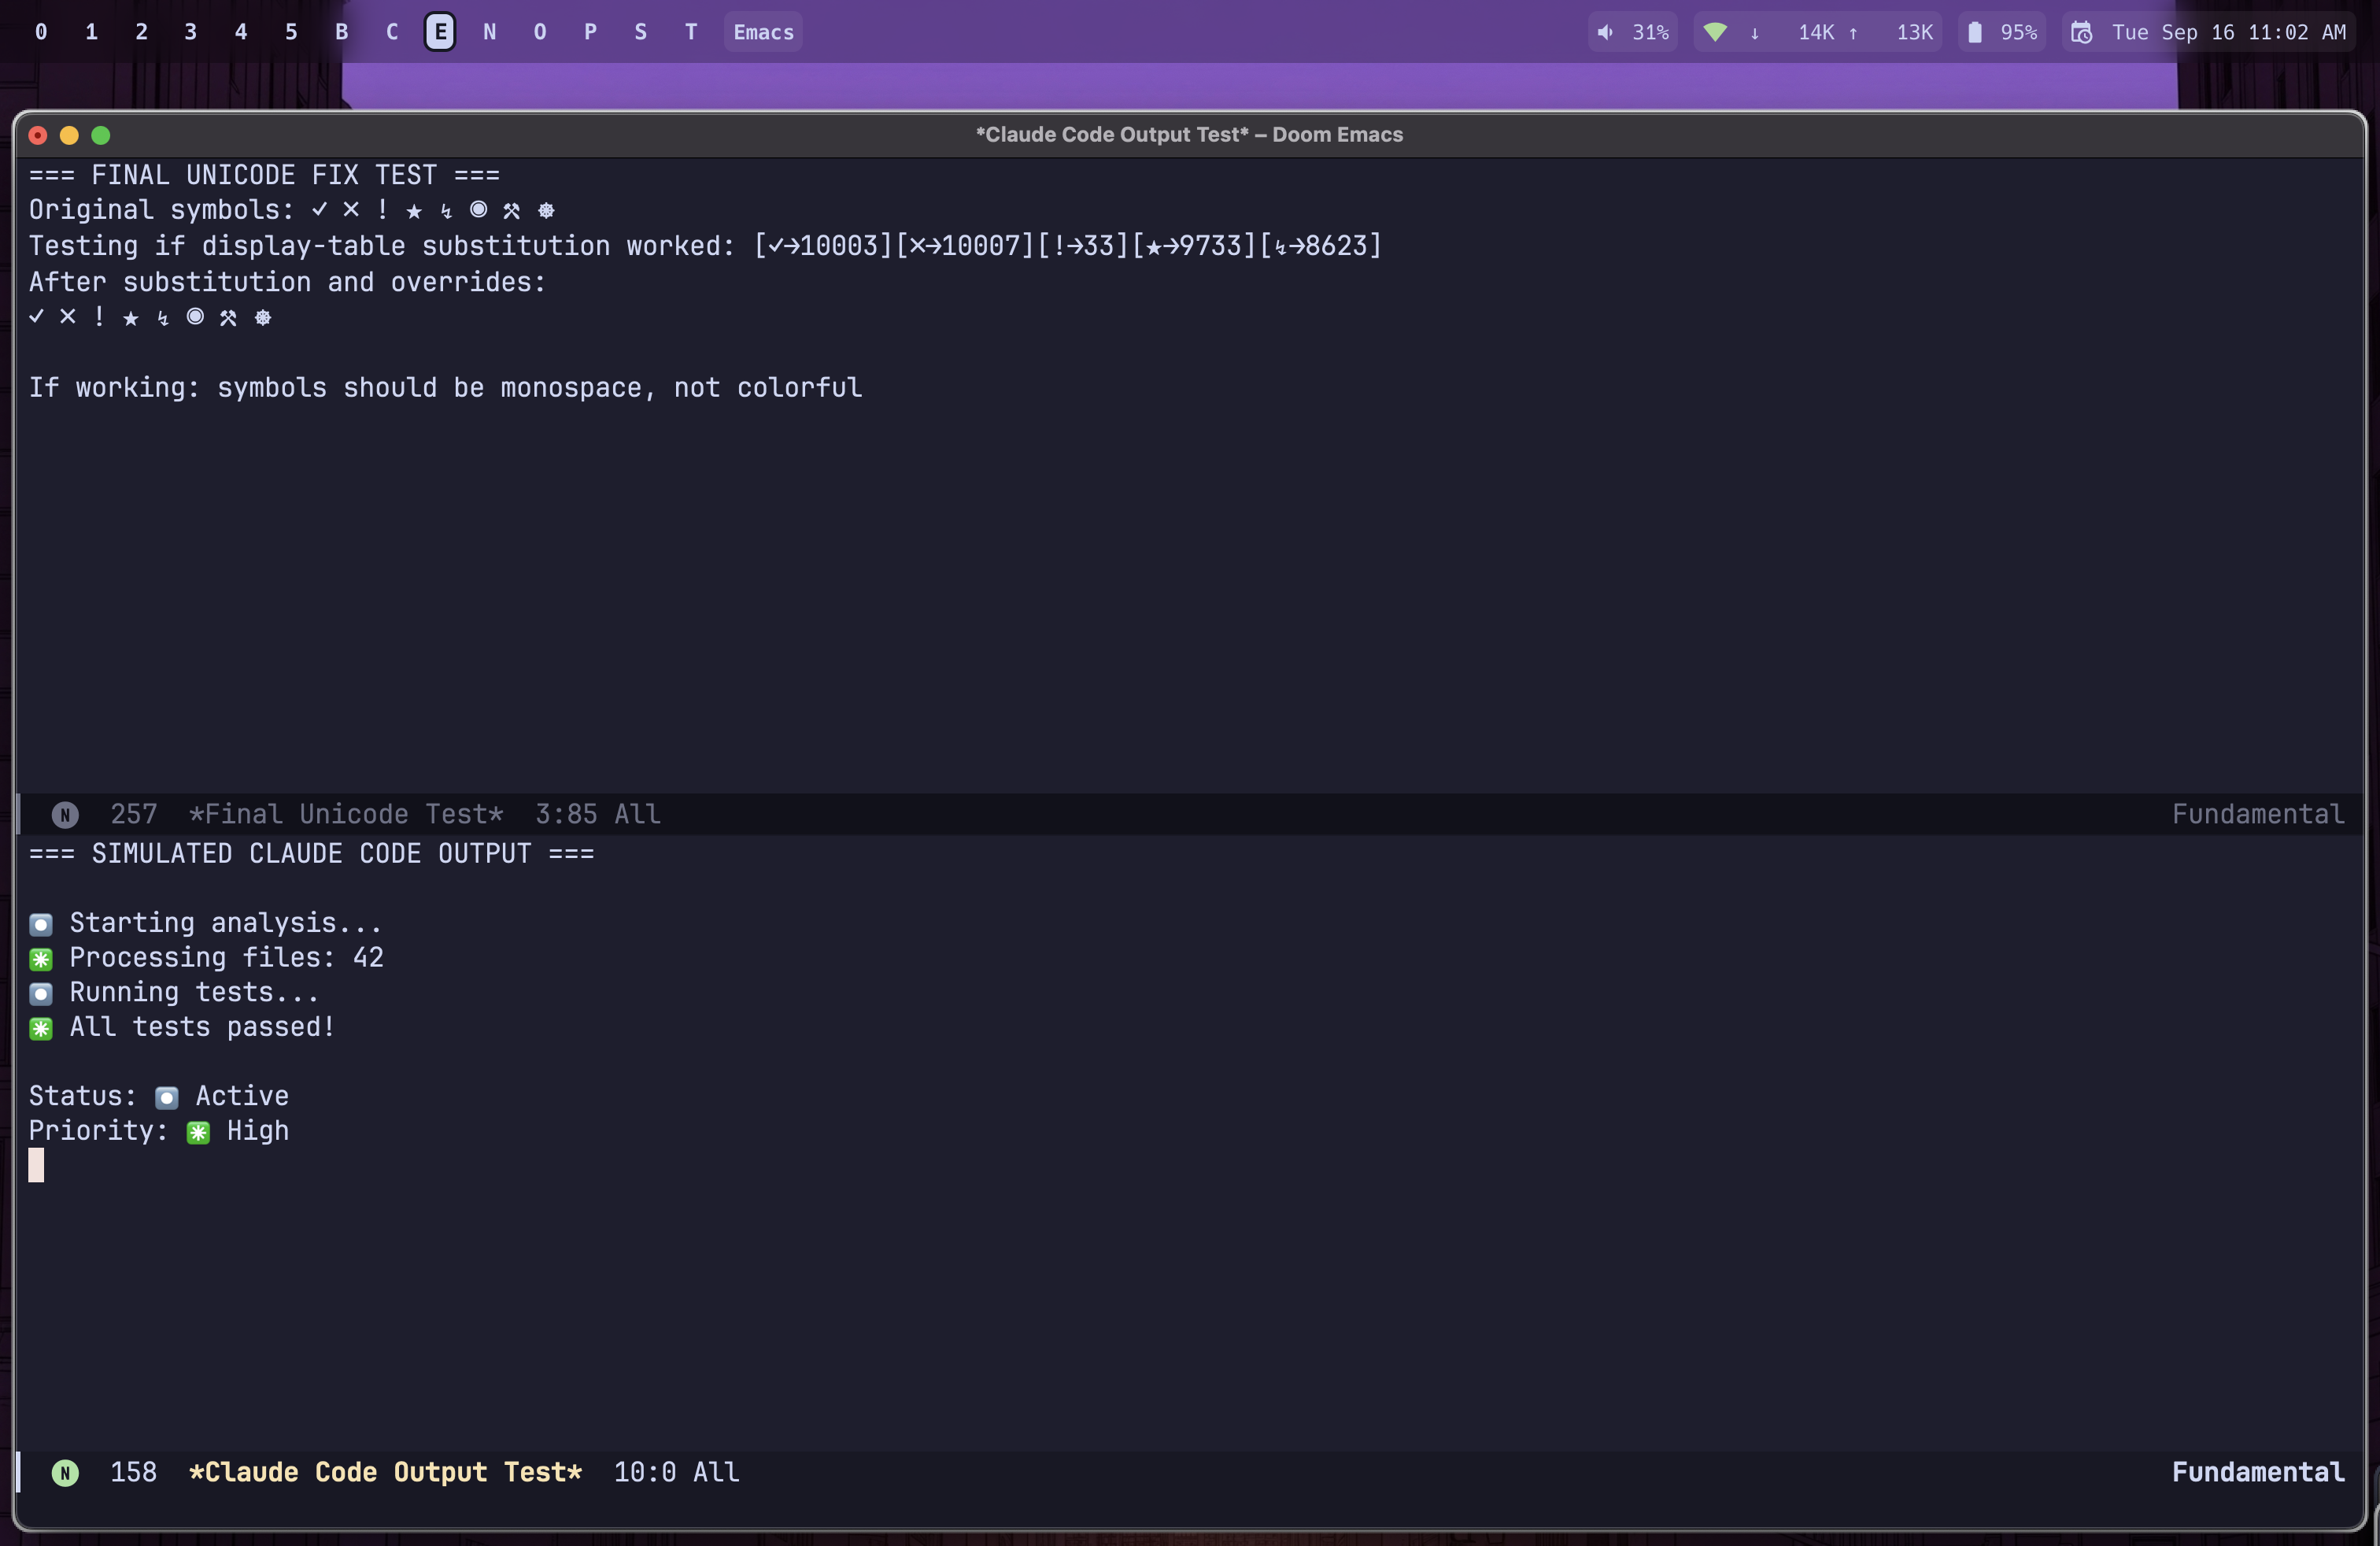 0 1 2 3 4 5 B C E N O P S T Emacs 31% ↓ 14K ↑ 13K 95% Tue Sep 16 11:02 AM
*Claude Code Output Test* – Doom Emacs
=== FINAL UNICODE FIX TEST ===
Original symbols: ✓ ✗ ! ★ ↯ ◉ ⚒ ☸
Testing if display-table substitution worked: [✓→10003][✗→10007][!→33][★→9733][↯→8623]
After substitution and overrides:
✓ ✗ ! ★ ↯ ◉ ⚒ ☸
If working: symbols should be monospace, not colorful
N 257 *Final Unicode Test* 3:85 All Fundamental
=== SIMULATED CLAUDE CODE OUTPUT ===
⏺ Starting analysis...
✳️ Processing files: 42
⏺ Running tests...
✳️ All tests passed!
Status: ⏺ Active
Priority: ✳️ High
N 158 *Claude Code Output Test* 10:0 All Fundamental